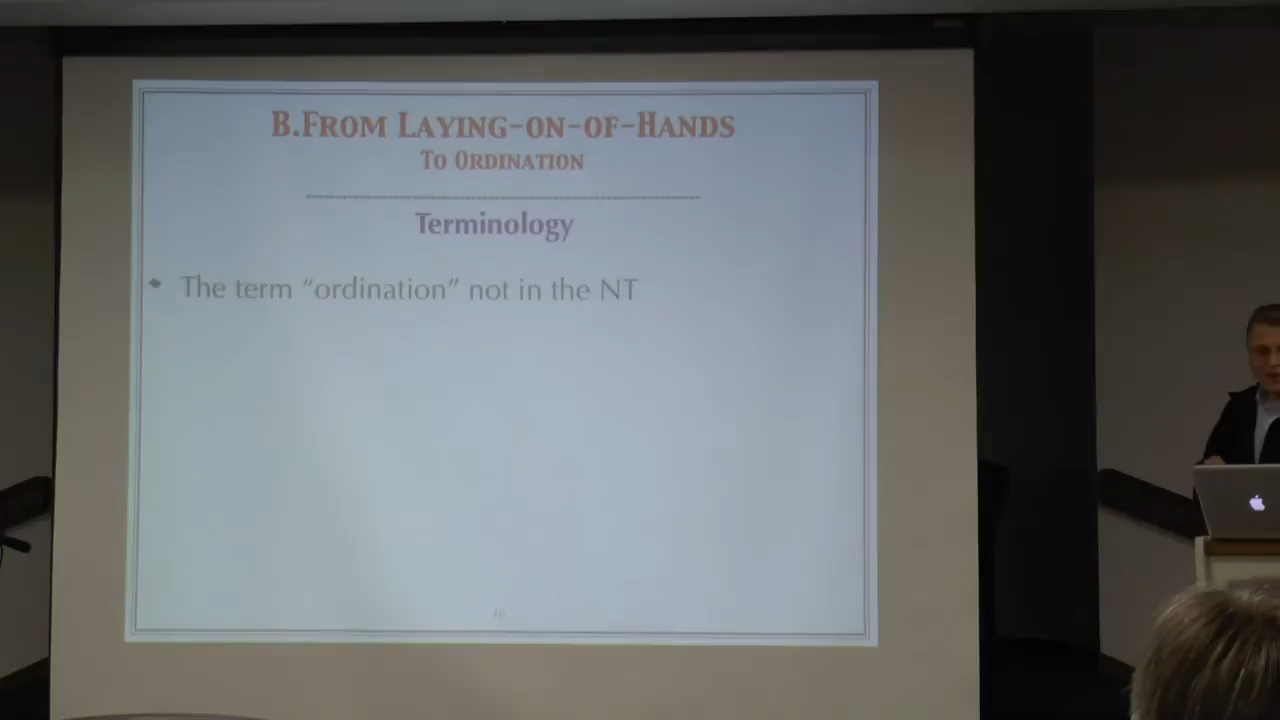 B.From Laying-on-of-Hands
To Ordination
Terminology
The term “ordination” not in the NT